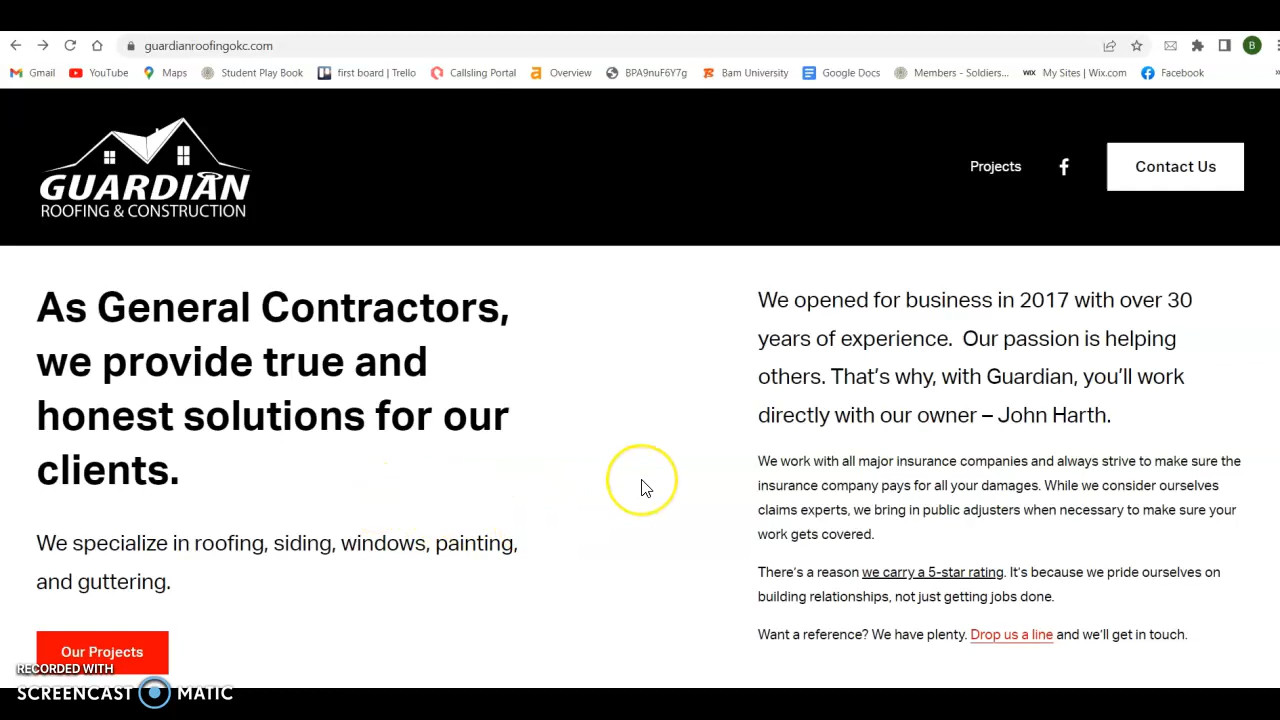 guardianroofingokc.com
B
Gmail YouTube Maps Student Play Book first board | Trello Callsling Portal Overview BPA9nuF6Y7g Bam University Google Docs Members - Soldiers... WIX My Sites | Wix.com Facebook »
GUARDIAN
ROOFING & CONSTRUCTION
Projects
Contact Us
As General Contractors,
we provide true and
honest solutions for our
clients.
We specialize in roofing, siding, windows, painting,
and guttering.
Our Projects
We opened for business in 2017 with over 30
years of experience. Our passion is helping
others. That's why, with Guardian, you'll work
directly with our owner – John Harth.
We work with all major insurance companies and always strive to make sure the
insurance company pays for all your damages. While we consider ourselves
claims experts, we bring in public adjusters when necessary to make sure your
work gets covered.
There's a reason we carry a 5-star rating. It's because we pride ourselves on
building relationships, not just getting jobs done.
Want a reference? We have plenty. Drop us a line and we'll get in touch.
RECORDED WITH
SCREENCAST MATIC